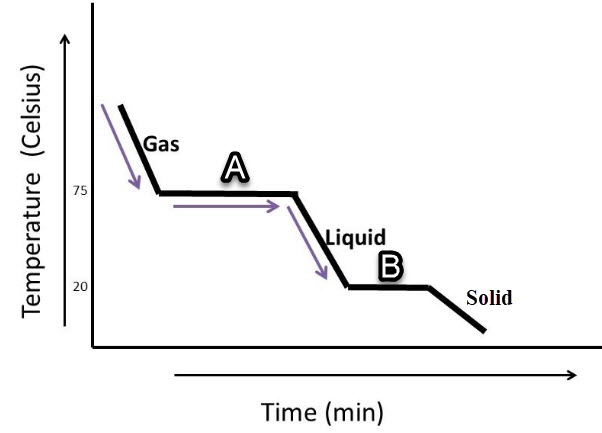 Temperature (Celsius)
Gas
A
75
Liquid
B
20
Solid
Time (min)